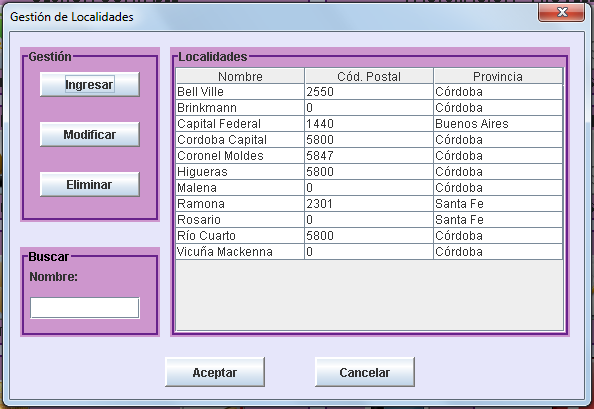 Gestión de Localidades
Gestión
Ingresar
Modificar
Eliminar
Buscar
Nombre:
Localidades
Nombre Cód. Postal Provincia
Bell Ville 2550 Córdoba
Brinkmann 0 Córdoba
Capital Federal 1440 Buenos Aires
Cordoba Capital 5800 Córdoba
Coronel Moldes 5847 Córdoba
Higueras 5800 Córdoba
Malena 0 Córdoba
Ramona 2301 Santa Fe
Rosario 0 Santa Fe
Río Cuarto 5800 Córdoba
Vicuña Mackenna 0 Córdoba
Aceptar Cancelar